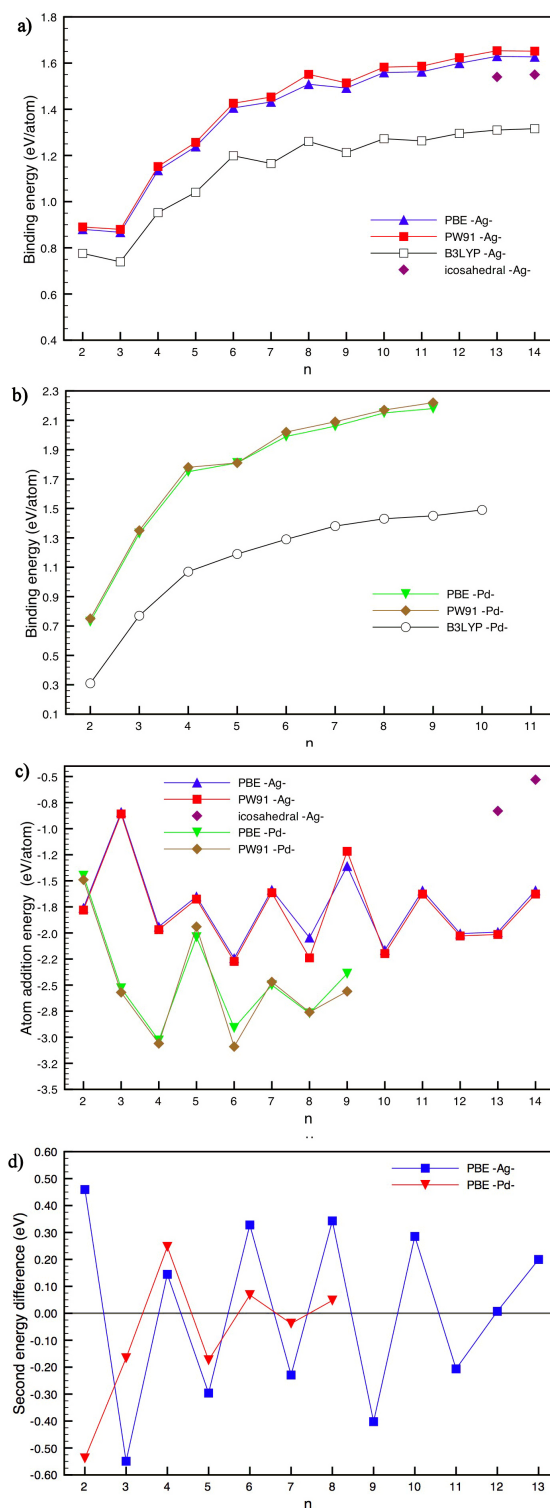 a)
Binding energy (eV/atom)
1.8
1.6
1.4
1.2
1.0
0.8
0.6
0.4
PBE -Ag-
PW91 -Ag-
B3LYP -Ag-
icosahedral -Ag-
2 3 4 5 6 7 8 9 10 11 12 13 14
n
b)
Binding energy (eV/atom)
2.3
2.1
1.9
1.7
1.5
1.3
1.1
0.9
0.7
0.5
0.3
0.1
PBE -Pd-
PW91 -Pd-
B3LYP -Pd-
2 3 4 5 6 7 8 9 10 11
n
c)
Atom addition energy (eV/atom)
-0.5
-0.8
-1.0
-1.2
-1.5
-1.8
-2.0
-2.2
-2.5
-2.8
-3.0
-3.2
-3.5
PBE -Ag-
PW91 -Ag-
icosahedral -Ag-
PBE -Pd-
PW91 -Pd-
2 3 4 5 6 7 8 9 10 11 12 13 14
n
d)
Second energy difference (eV)
0.60
0.50
0.40
0.30
0.20
0.10
0.00
-0.10
-0.20
-0.30
-0.40
-0.50
-0.60
PBE -Ag-
PBE -Pd-
2 3 4 5 6 7 8 9 10 11 12 13
n